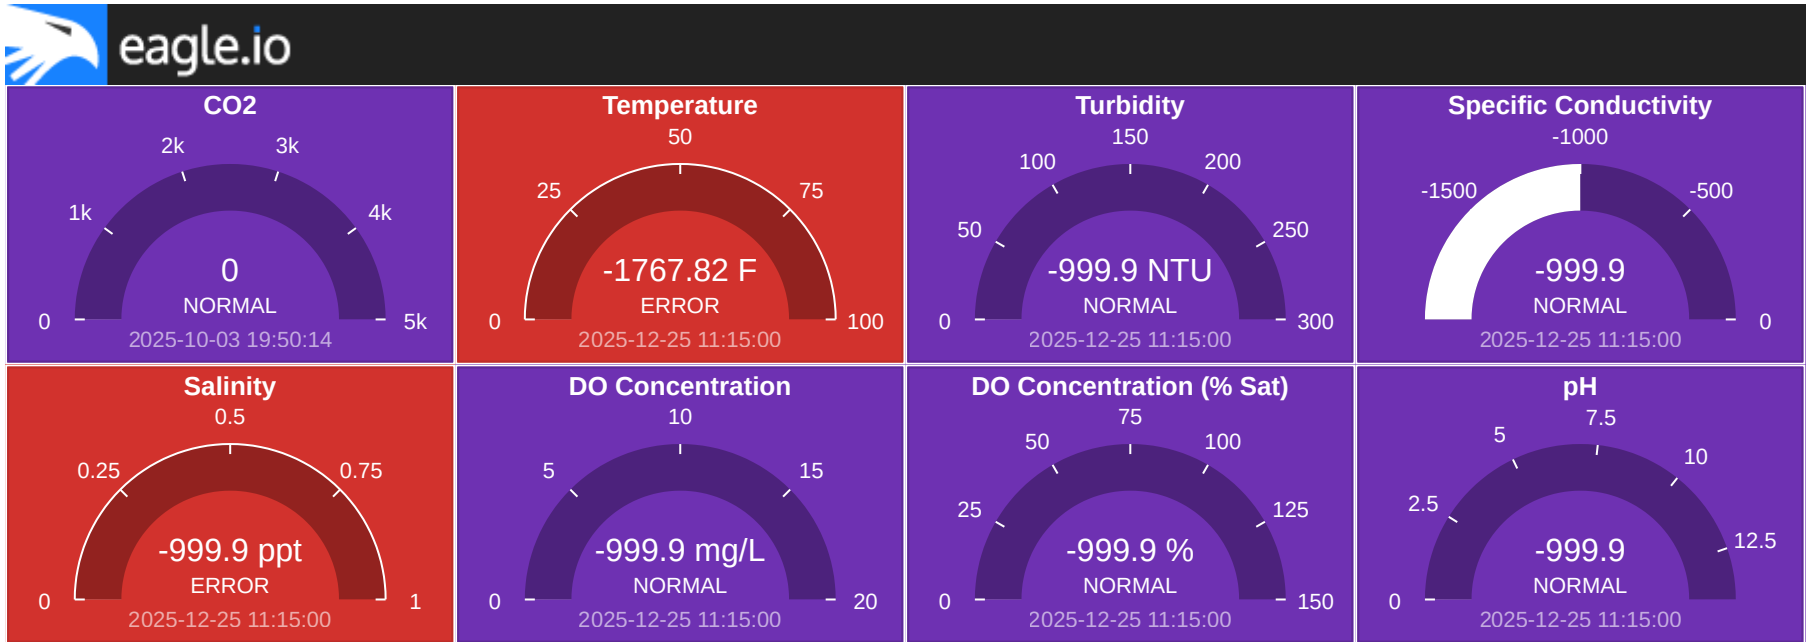 eagle.io
CO2
2k
3k
1k
4k
0
NORMAL
0
5k
2025-10-03 19:50:14
Temperature
50
25
75
-1767.82 F
ERROR
0
100
2025-12-25 11:15:00
Turbidity
150
100
200
50
250
-999.9 NTU
NORMAL
0
300
2025-12-25 11:15:00
Specific Conductivity
-1000
-1500
-500
-999.9
NORMAL
0
2025-12-25 11:15:00
Salinity
0.5
0.25
0.75
-999.9 ppt
ERROR
0
1
2025-12-25 11:15:00
DO Concentration
10
5
15
-999.9 mg/L
NORMAL
0
20
2025-12-25 11:15:00
DO Concentration (% Sat)
75
50
100
25
125
-999.9 %
NORMAL
0
150
2025-12-25 11:15:00
pH
7.5
5
10
2.5
12.5
-999.9
NORMAL
0
2025-12-25 11:15:00